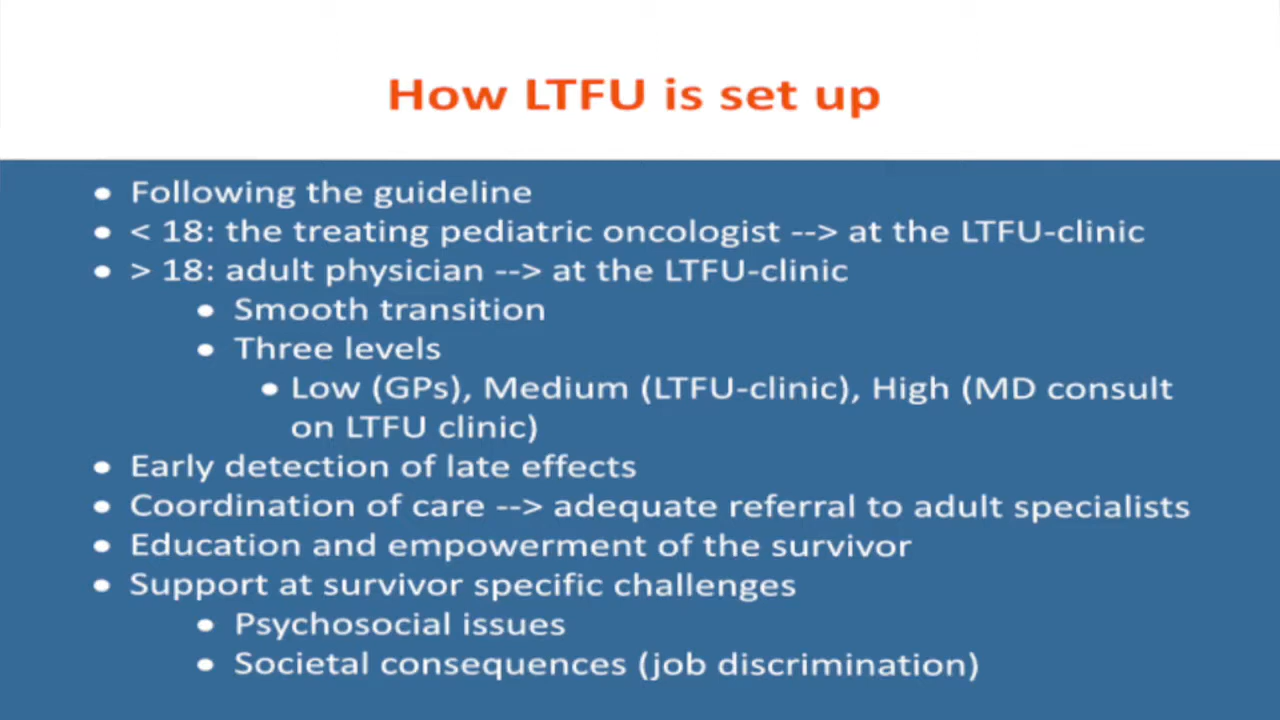 How LTFU is set up
• Following the guideline
• < 18: the treating pediatric oncologist --> at the LTFU-clinic
• > 18: adult physician --> at the LTFU-clinic
• Smooth transition
• Three levels
• Low (GPs), Medium (LTFU-clinic), High (MD consult
on LTFU clinic)
• Early detection of late effects
• Coordination of care --> adequate referral to adult specialists
• Education and empowerment of the survivor
• Support at survivor specific challenges
• Psychosocial issues
• Societal consequences (job discrimination)